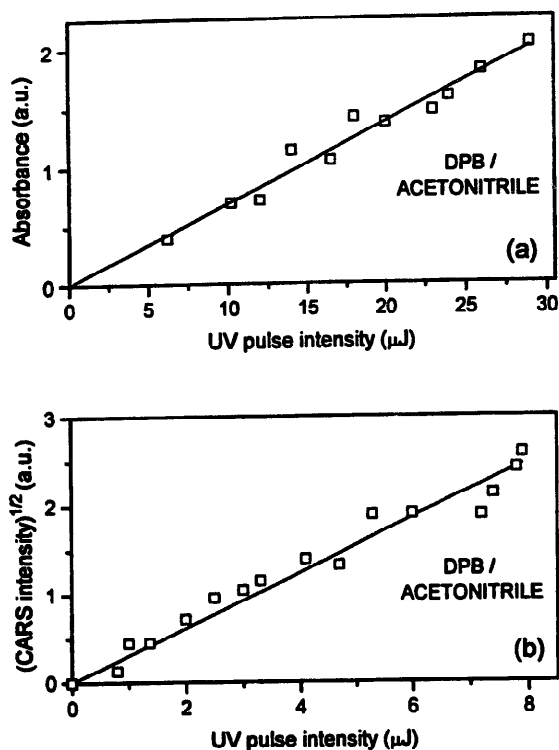 2
1
0
Absorbance (a.u.)
DPB /
ACETONITRILE
(a)
0 5 10 15 20 25 30
UV pulse intensity (μJ)
3
2
1
0
(CARS intensity)1/2 (a.u.)
DPB /
ACETONITRILE
(b)
0 2 4 6 8
UV pulse intensity (μJ)